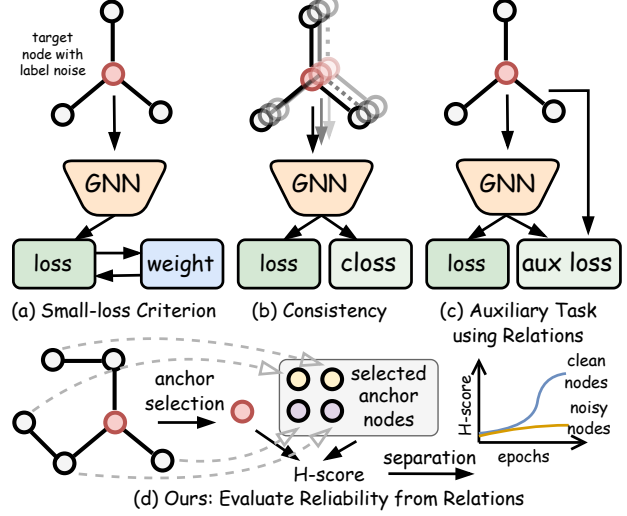 target
node with
label noise
GNN
GNN
GNN
loss
weight
loss
closs
loss
aux loss
(a) Small-loss Criterion
(b) Consistency
(c) Auxiliary Task
using Relations
anchor
selection
selected
anchor
nodes
H-score
separation
H-score
epochs
clean
nodes
noisy
nodes
(d) Ours: Evaluate Reliability from Relations